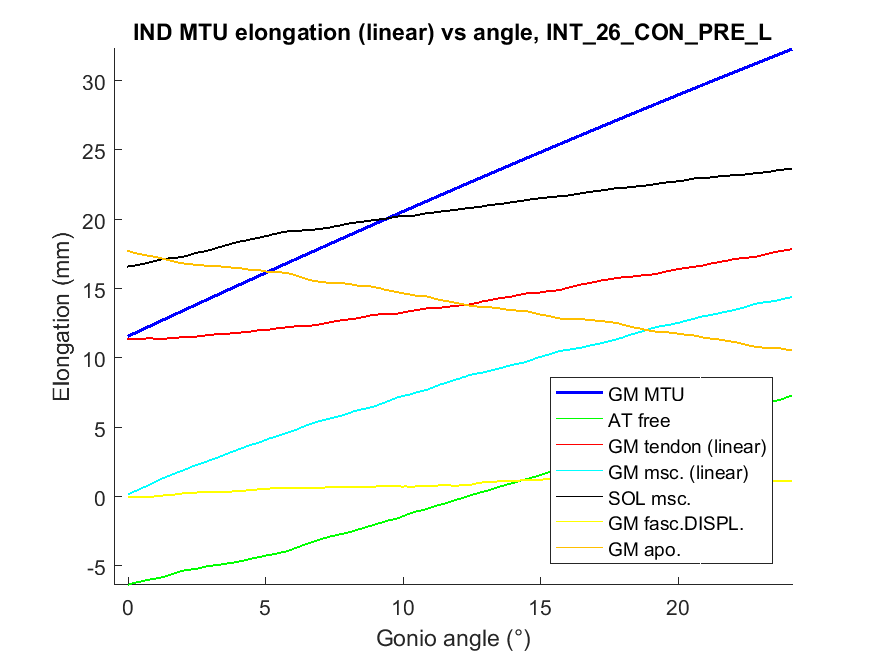 IND MTU elongation (linear) vs angle, INT_26_CON_PRE_L
30
25
20
15
10
5
0
-5
Elongation (mm)
GM MTU
AT free
GM tendon (linear)
GM msc. (linear)
SOL msc.
GM fasc.DISPL.
GM apo.
0 5 10 15 20
Gonio angle (°)